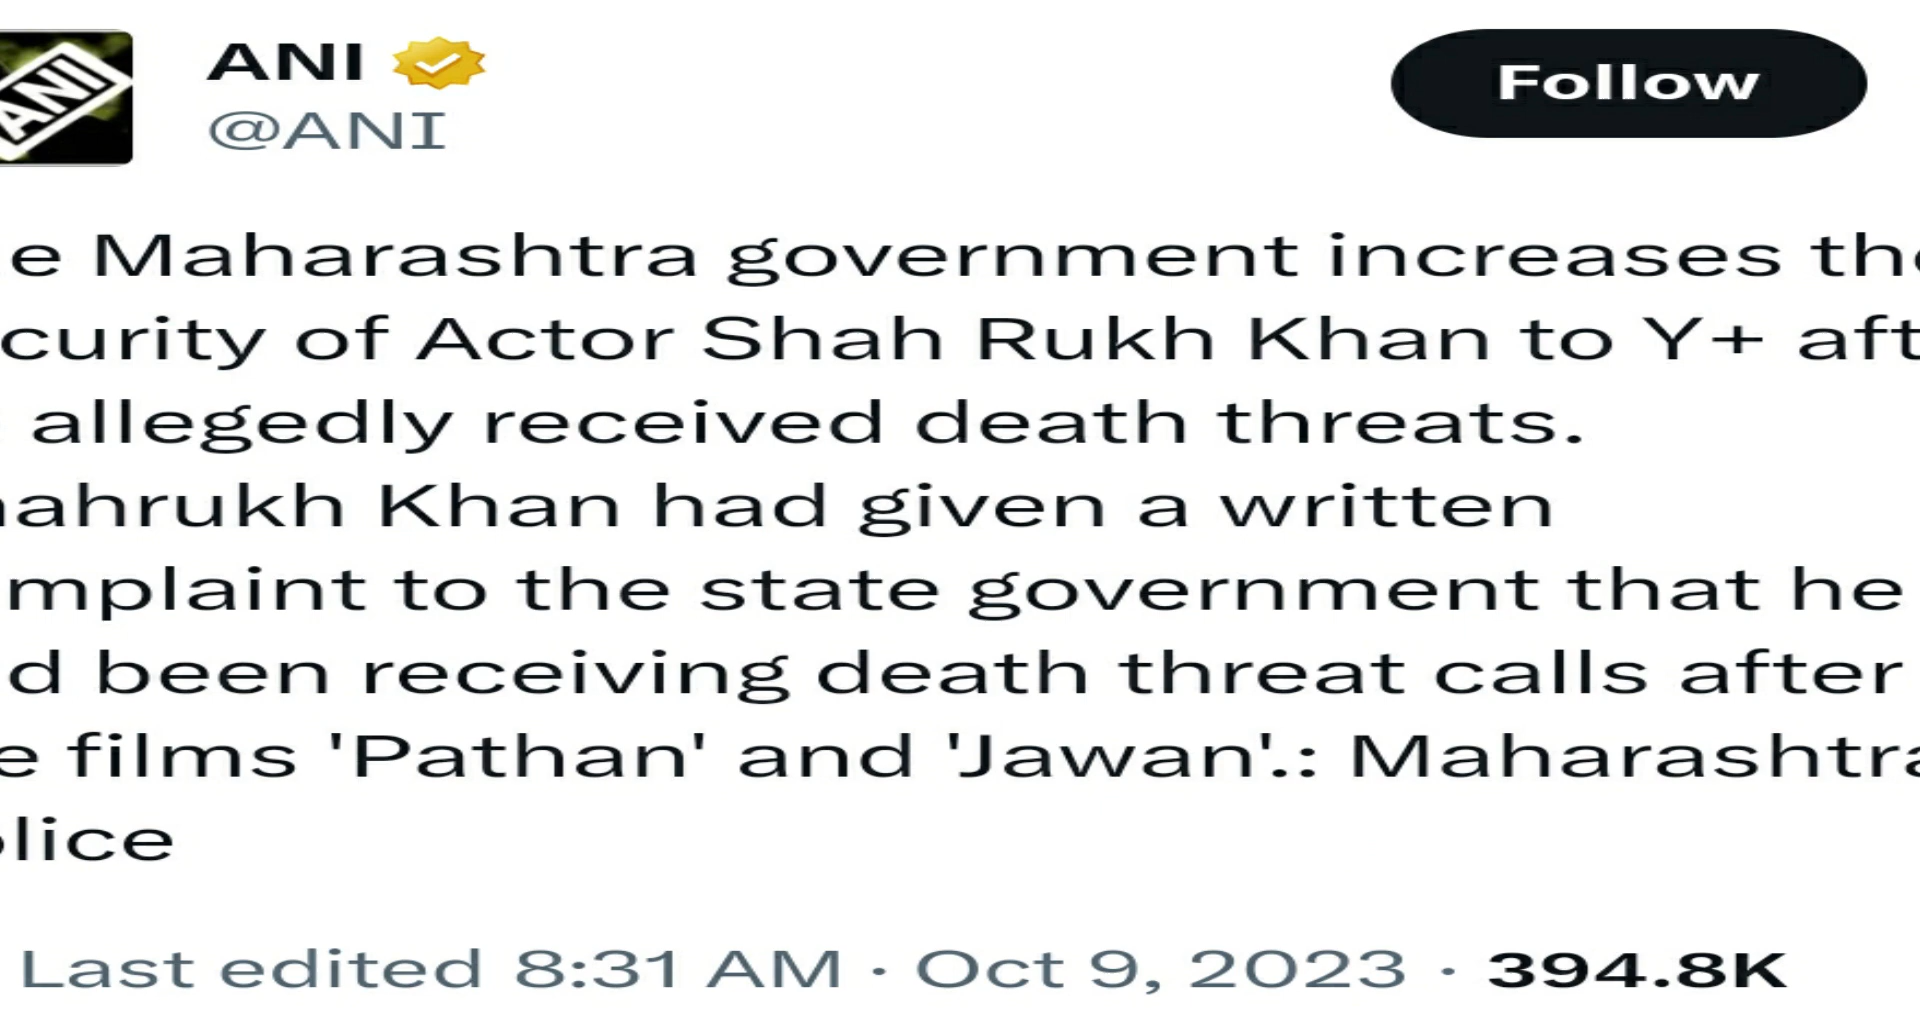 ANI
ANI
@ANI
Follow
e Maharashtra government increases the
curity of Actor Shah Rukh Khan to Y+ aft
allegedly received death threats.
ahrukh Khan had given a written
mplaint to the state government that he
d been receiving death threat calls after
e films 'Pathan' and 'Jawan'.: Maharashtra
olice
Last edited 8:31 AM · Oct 9, 2023 · 394.8K